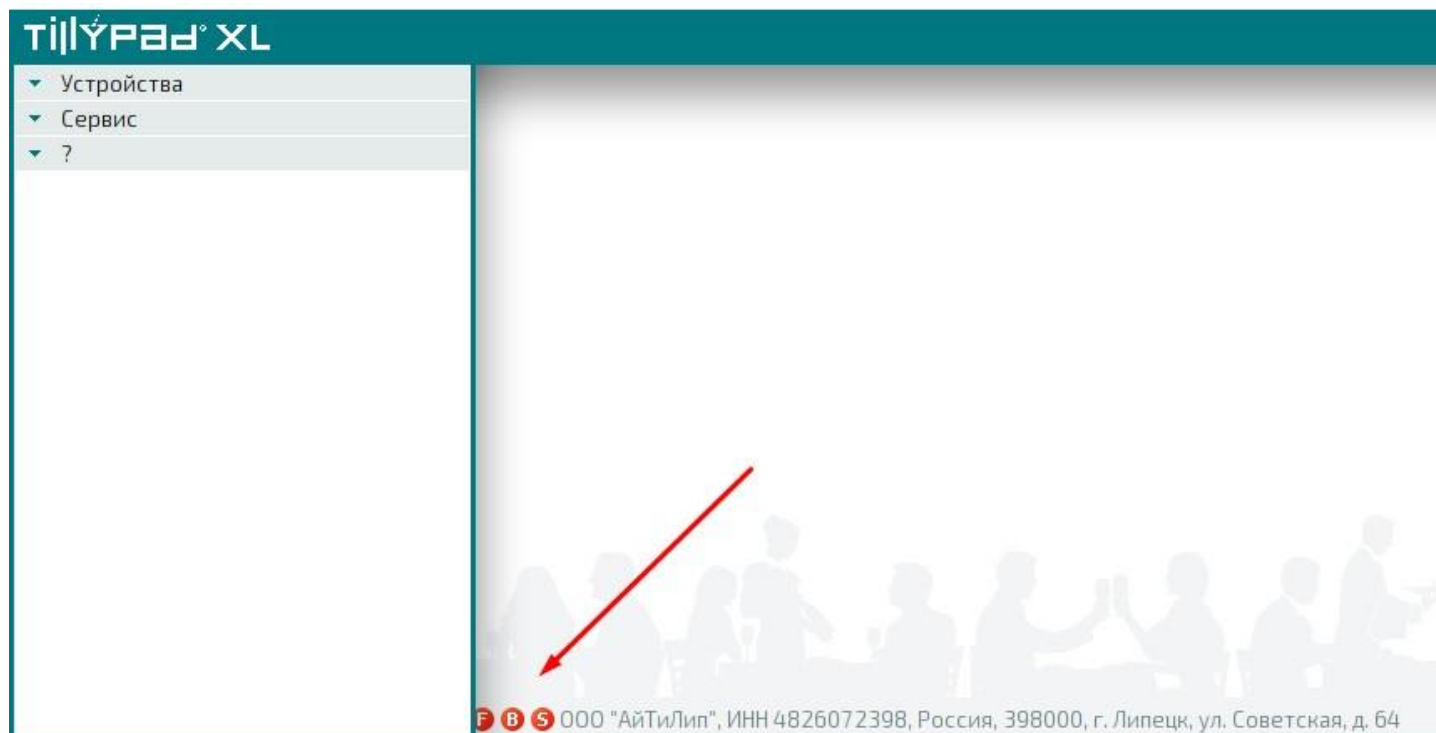 TillyPad XL
Устройства
Сервис
?
F B S ООО "АйТиЛип", ИНН 4826072398, Россия, 398000, г. Липецк, ул. Советская, д. 64